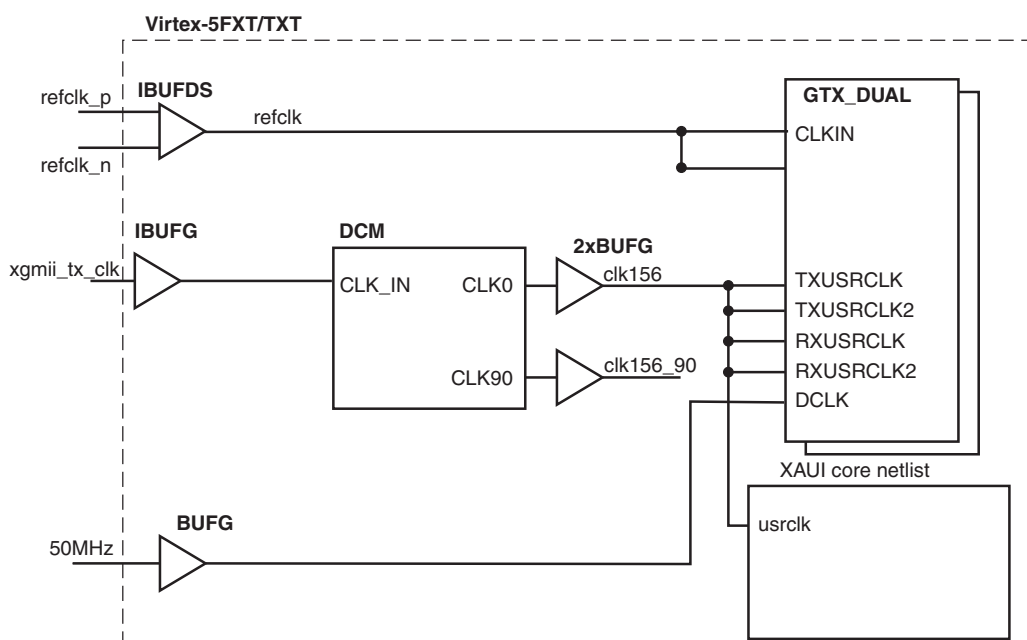 Virtex-5FXT/TXT
IBUFDS
refclk_p
refclk_n
refclk
GTX_DUAL
CLKIN
IBUFG
xgmii_tx_clk
DCM
CLK_IN
CLK0
CLK90
2xBUFG
clk156
clk156_90
TXUSRCLK
TXUSRCLK2
RXUSRCLK
RXUSRCLK2
DCLK
XAUI core netlist
usrclk
BUFG
50MHz